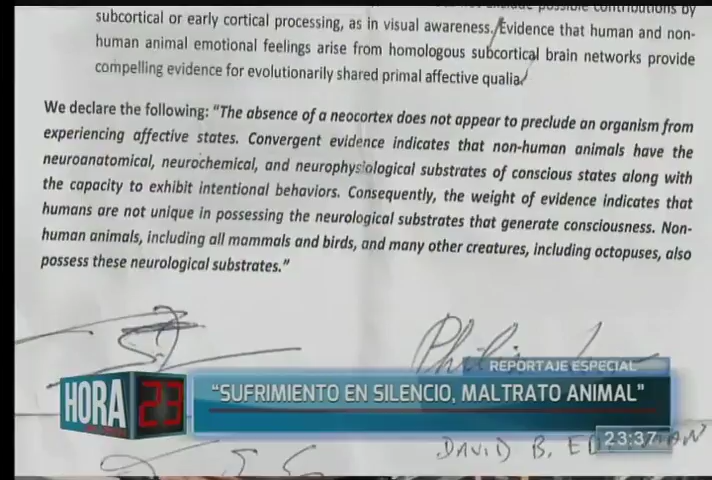 subcortical or early cortical processing, as in visual awareness. Evidence that human and non-
human animal emotional feelings arise from homologous subcortical brain networks provide
compelling evidence for evolutionarily shared primal affective qualia.
We declare the following: “The absence of a neocortex does not appear to preclude an organism from
experiencing affective states. Convergent evidence indicates that non-human animals have the
neuroanatomical, neurochemical, and neurophysiological substrates of conscious states along with
the capacity to exhibit intentional behaviors. Consequently, the weight of evidence indicates that
humans are not unique in possessing the neurological substrates that generate consciousness. Non-
human animals, including all mammals and birds, and many other creatures, including octopuses, also
possess these neurological substrates.”
REPORTAJE ESPECIAL
HORA 23
“SUFRIMIENTO EN SILENCIO, MALTRATO ANIMAL”
23:37
DAVID B.